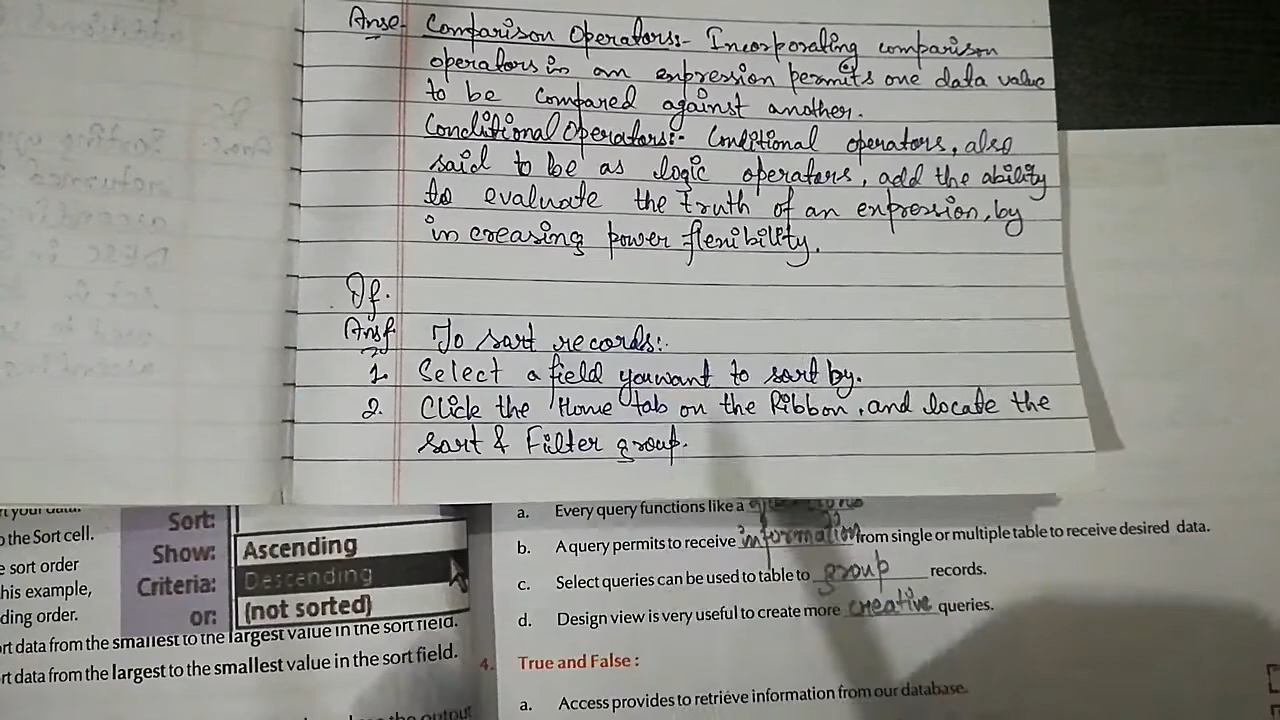 Anse- Comparison Operators:- Incorporating comparison
operators in an expression permits one data value
to be compared against another.
Conditional Operators:- Conditional operators, also
said to be as logic operators, add the ability
to evaluate the truth of an expression, by
in creasing power flexibility.
Qf.
Ansf To sort records:.
1. Select a field you want to sort by.
2. Click the Home tab on the Ribbon, and locate the
sort & Filter group.
the Sort cell.
sort order
his example,
ding order.
Sort:
Show:
Criteria:
or:
Ascending
Descending
(not sorted)
rt data from the smallest to the largest value in the sort field.
rt data from the largest to the smallest value in the sort field.
the output
a. Every query functions like a
b. A query permits to receive information from single or multiple table to receive desired data.
c. Select queries can be used to table to group records.
d. Design view is very useful to create more creative queries.
4. True and False :
a. Access provides to retrieve information from our database.